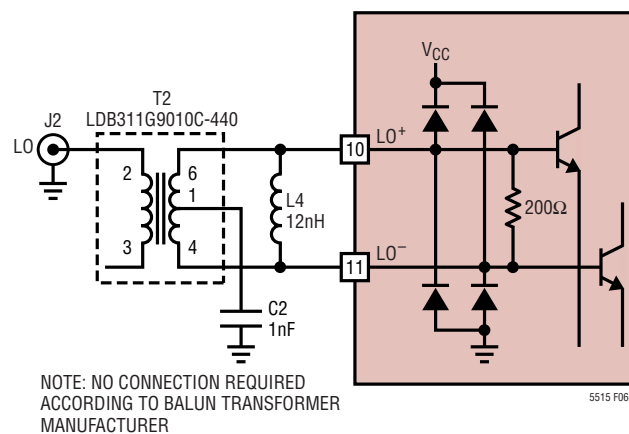 VCC
T2
LDB311G9010C-440
J2
LO
2
6
1
3
4
L4
12nH
10
LO+
200Ω
11
LO–
C2
1nF
NOTE: NO CONNECTION REQUIRED
ACCORDING TO BALUN TRANSFORMER
MANUFACTURER
5515 F06